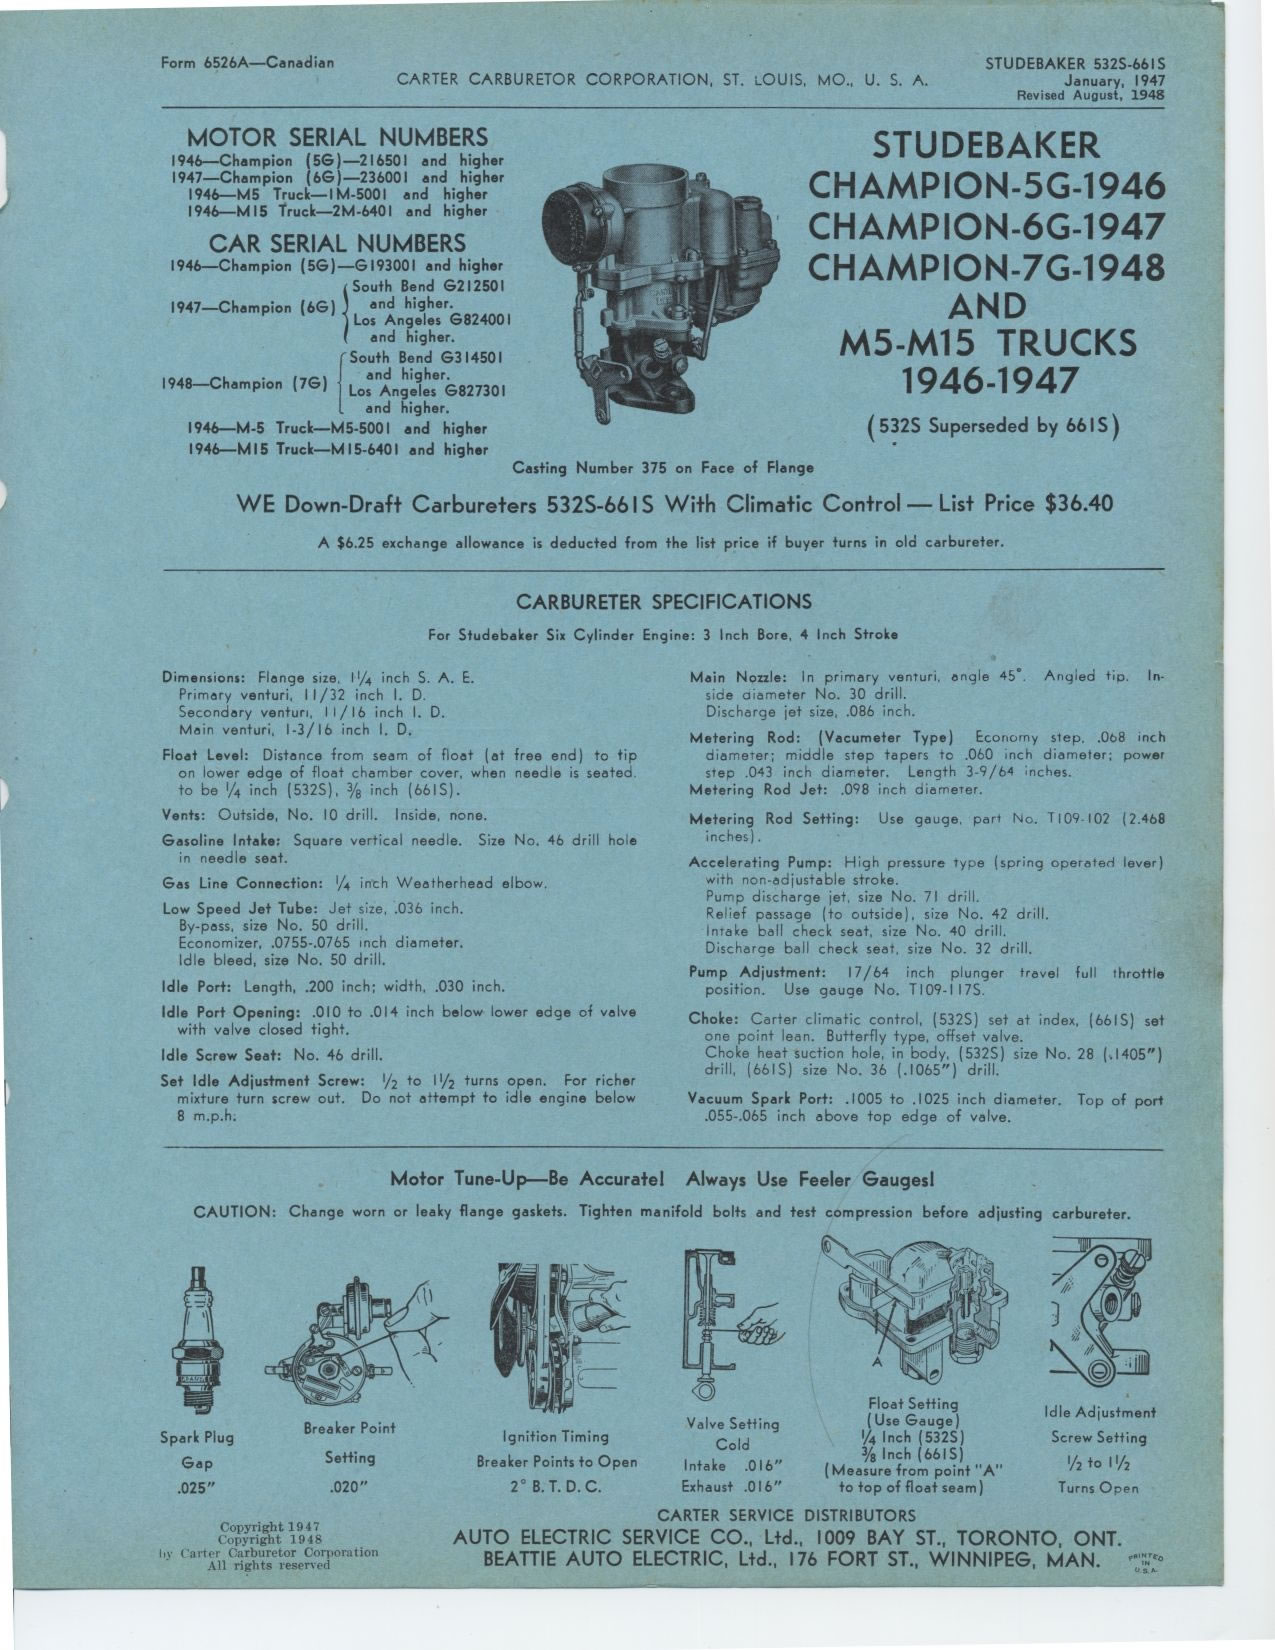 Form 6526A—Canadian
CARTER CARBURETOR CORPORATION, ST. LOUIS, MO., U. S. A.
STUDEBAKER 532S-661S
January, 1947
Revised August, 1948
MOTOR SERIAL NUMBERS
1946—Champion (5G)—216501 and higher
1947—Champion (6G)—236001 and higher
1946—M5 Truck—1M-5001 and higher
1946—M15 Truck—2M-6401 and higher
CAR SERIAL NUMBERS
1946—Champion (5G)—G193001 and higher
1947—Champion (6G)
South Bend G212501
and higher.
Los Angeles G824001
and higher.
1948—Champion (7G)
South Bend G314501
and higher.
Los Angeles G827301
and higher.
1946—M-5 Truck—M5-5001 and higher
1946—M15 Truck—M15-6401 and higher
STUDEBAKER
CHAMPION-5G-1946
CHAMPION-6G-1947
CHAMPION-7G-1948
AND
M5-M15 TRUCKS
1946-1947
(532S Superseded by 661S)
Casting Number 375 on Face of Flange
WE Down-Draft Carbureters 532S-661S With Climatic Control — List Price $36.40
A $6.25 exchange allowance is deducted from the list price if buyer turns in old carbureter.
CARBURETER SPECIFICATIONS
For Studebaker Six Cylinder Engine: 3 Inch Bore, 4 Inch Stroke
Dimensions: Flange size, 1¼ inch S. A. E.
Primary venturi, 11/32 inch I. D.
Secondary venturi, 11/16 inch I. D.
Main venturi, 1-3/16 inch I. D.
Float Level: Distance from seam of float (at free end) to tip
on lower edge of float chamber cover, when needle is seated.
to be ¼ inch (532S), ⅜ inch (661S).
Vents: Outside, No. 10 drill. Inside, none.
Gasoline Intake: Square vertical needle. Size No. 46 drill hole
in needle seat.
Gas Line Connection: ¼ inch Weatherhead elbow.
Low Speed Jet Tube: Jet size, .036 inch.
By-pass, size No. 50 drill.
Economizer, .0755-.0765 inch diameter.
Idle bleed, size No. 50 drill.
Idle Port: Length, .200 inch; width, .030 inch.
Idle Port Opening: .010 to .014 inch below lower edge of valve
with valve closed tight.
Idle Screw Seat: No. 46 drill.
Set Idle Adjustment Screw: ½ to 1½ turns open. For richer
mixture turn screw out. Do not attempt to idle engine below
8 m.p.h.
Main Nozzle: In primary venturi, angle 45°. Angled tip. In-
side diameter No. 30 drill.
Discharge jet size, .086 inch.
Metering Rod: (Vacumeter Type) Economy step, .068 inch
diameter; middle step tapers to .060 inch diameter; power
step .043 inch diameter. Length 3-9/64 inches.
Metering Rod Jet: .098 inch diameter.
Metering Rod Setting: Use gauge, part No. T109-102 (2.468
inches).
Accelerating Pump: High pressure type (spring operated lever)
with non-adjustable stroke.
Pump discharge jet, size No. 71 drill.
Relief passage (to outside), size No. 42 drill.
Intake ball check seat, size No. 40 drill.
Discharge ball check seat, size No. 32 drill.
Pump Adjustment: 17/64 inch plunger travel full throttle
position. Use gauge No. T109-117S.
Choke: Carter climatic control, (532S) set at index, (661S) set
one point lean. Butterfly type, offset valve.
Choke heat suction hole, in body, (532S) size No. 28 (.1405")
drill, (661S) size No. 36 (.1065") drill.
Vacuum Spark Port: .1005 to .1025 inch diameter. Top of port
.055-.065 inch above top edge of valve.
Motor Tune-Up—Be Accurate! Always Use Feeler Gauges!
CAUTION: Change worn or leaky flange gaskets. Tighten manifold bolts and test compression before adjusting carbureter.
A
Spark Plug
Gap
.025"
Breaker Point
Setting
.020"
Ignition Timing
Breaker Points to Open
2° B. T. D. C.
Valve Setting
Cold
Intake .016"
Exhaust .016"
Float Setting
(Use Gauge)
¼ Inch (532S)
⅜ Inch (661S)
(Measure from point "A"
to top of float seam)
Idle Adjustment
Screw Setting
½ to 1½
Turns Open
Copyright 1947
Copyright 1948
by Carter Carburetor Corporation
All rights reserved
CARTER SERVICE DISTRIBUTORS
AUTO ELECTRIC SERVICE CO., Ltd., 1009 BAY ST., TORONTO, ONT.
BEATTIE AUTO ELECTRIC, Ltd., 176 FORT ST., WINNIPEG, MAN.
PRINTED
IN
U.S.A.